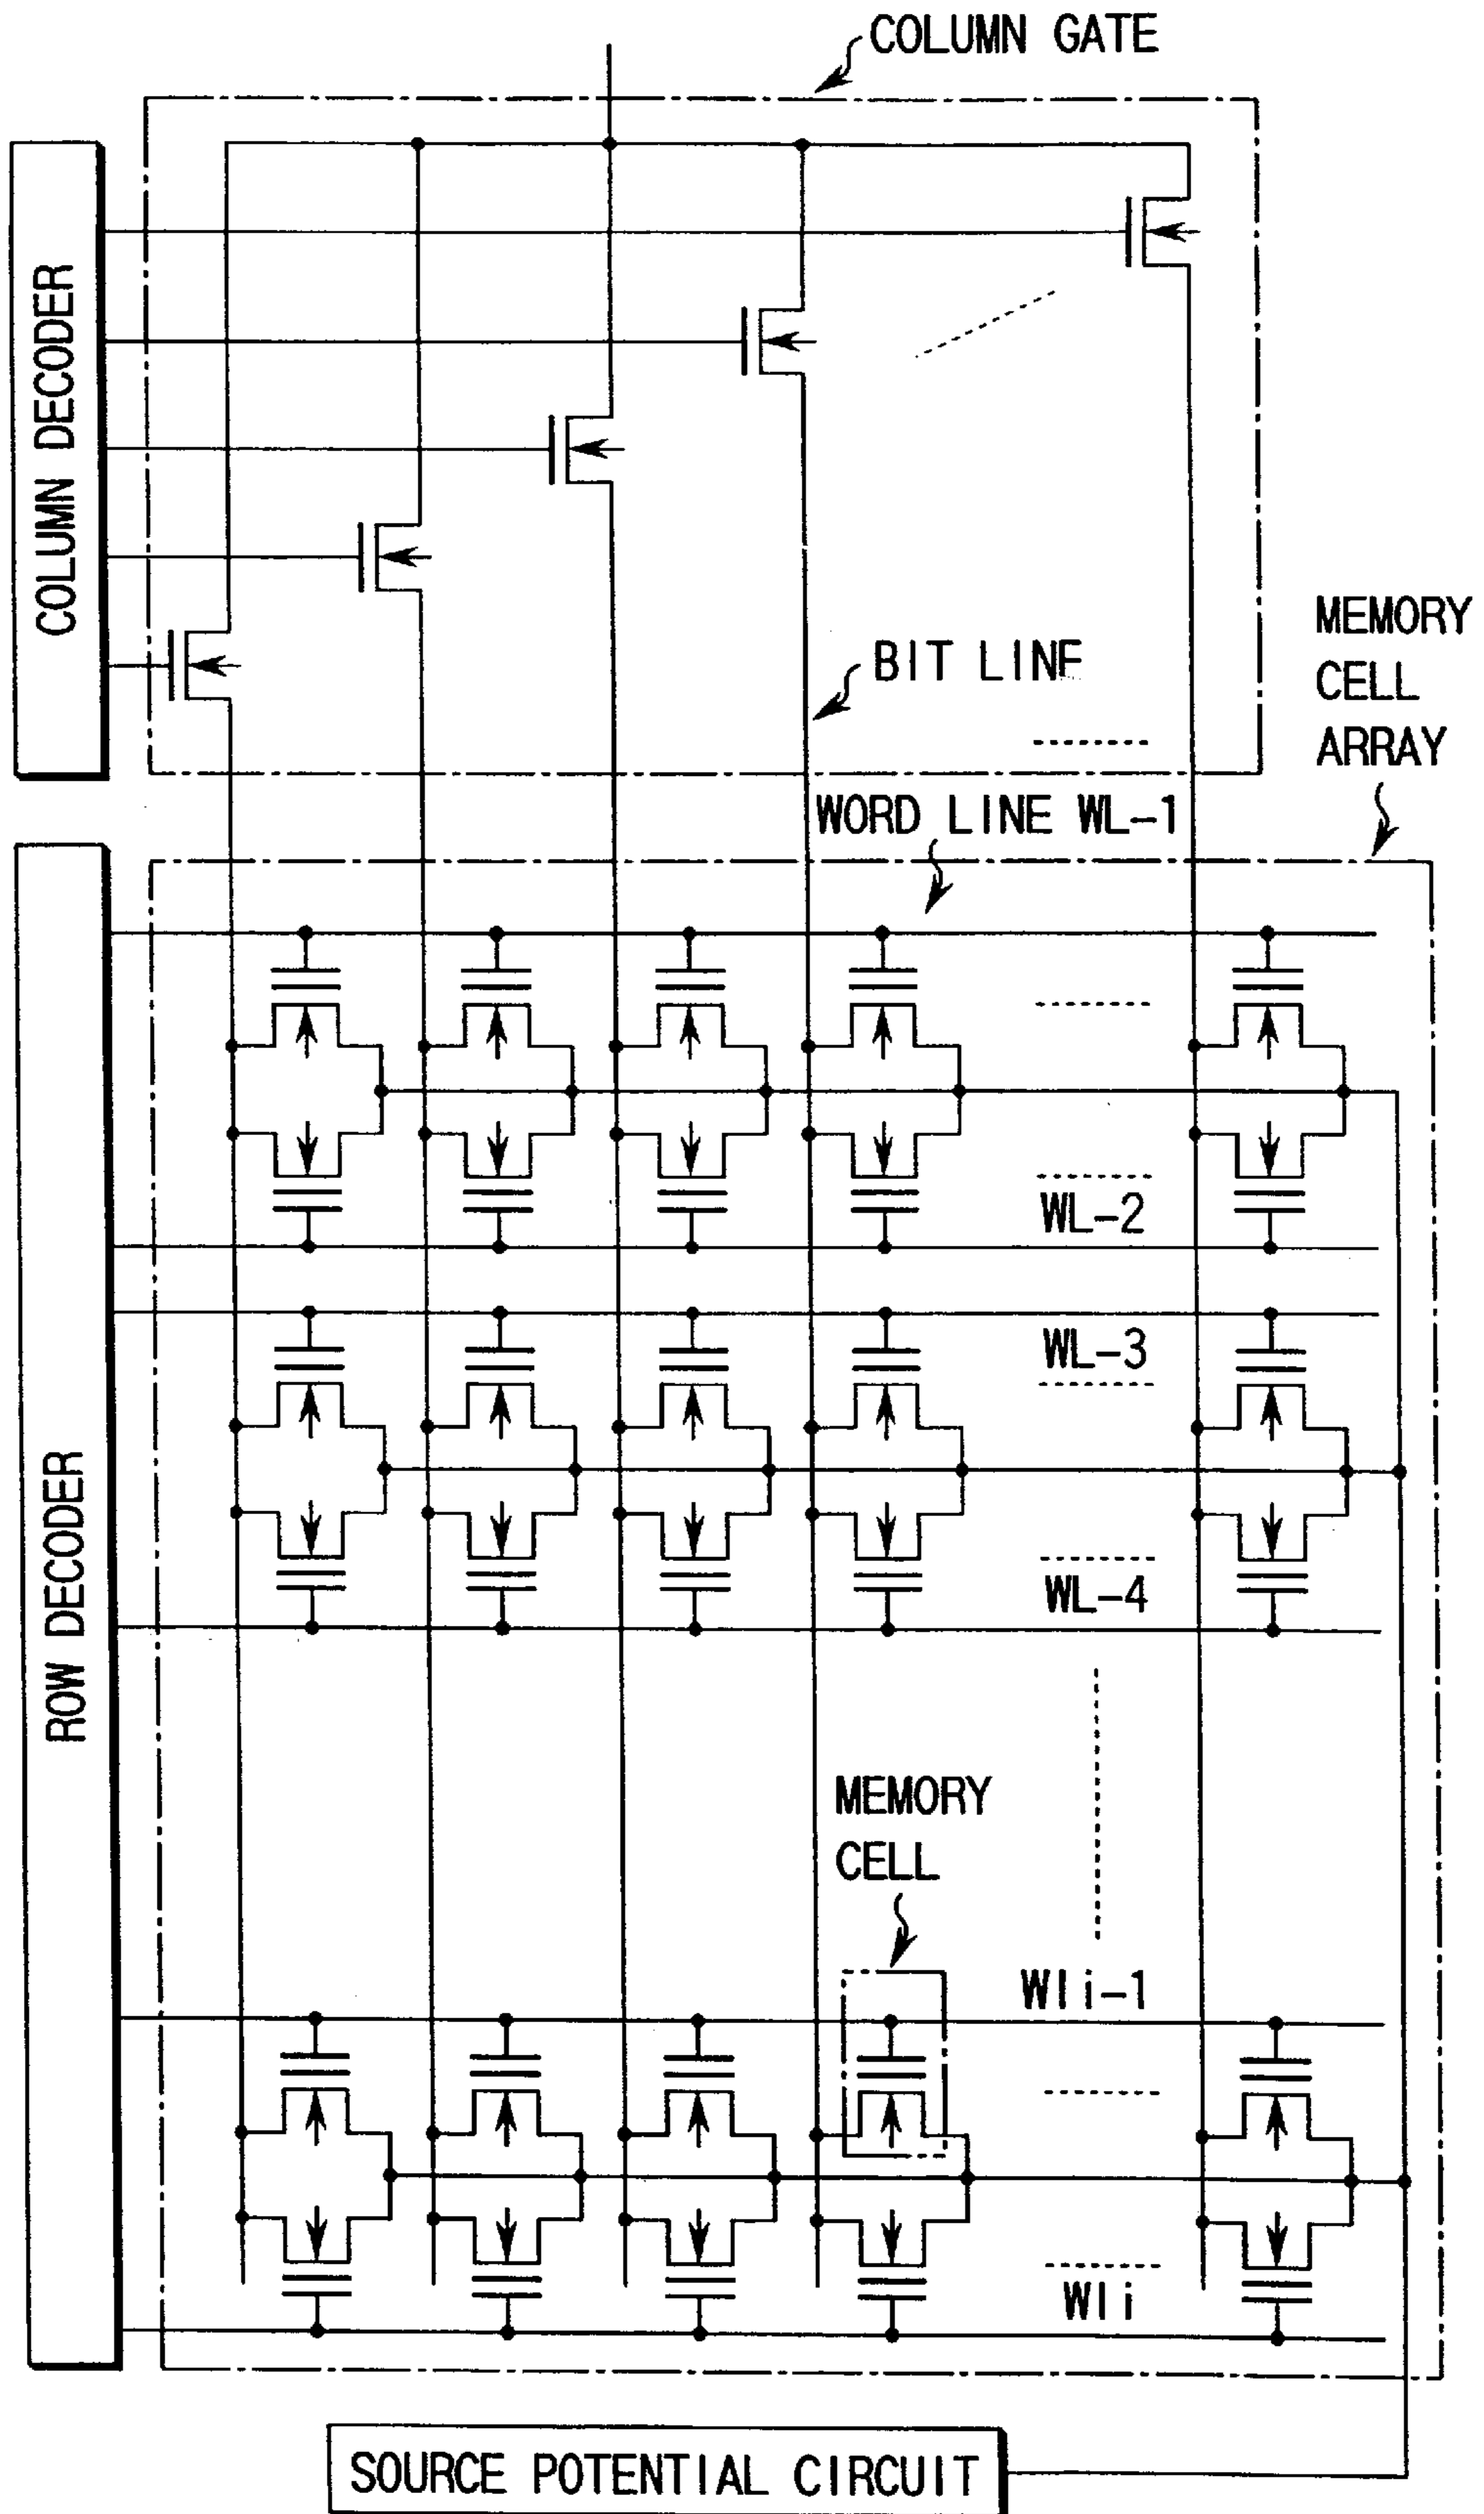 COLUMN GATE
COLUMN DECODER
BIT LINE
MEMORY
CELL
ARRAY
WORD LINE WL-1
WL-2
WL-3
WL-4
ROW DECODER
MEMORY
CELL
Wli-1
Wli
SOURCE POTENTIAL CIRCUIT